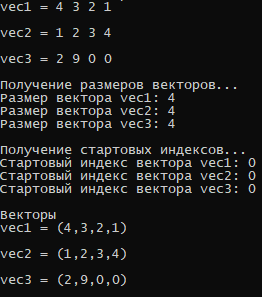 vec1 = 4 3 2 1
vec2 = 1 2 3 4
vec3 = 2 9 0 0
Получение размеров векторов...
Размер вектора vec1: 4
Размер вектора vec2: 4
Размер вектора vec3: 4
Получение стартовых индексов...
Стартовый индекс вектора vec1: 0
Стартовый индекс вектора vec2: 0
Стартовый индекс вектора vec3: 0
Векторы
vec1 = (4,3,2,1)
vec2 = (1,2,3,4)
vec3 = (2,9,0,0)